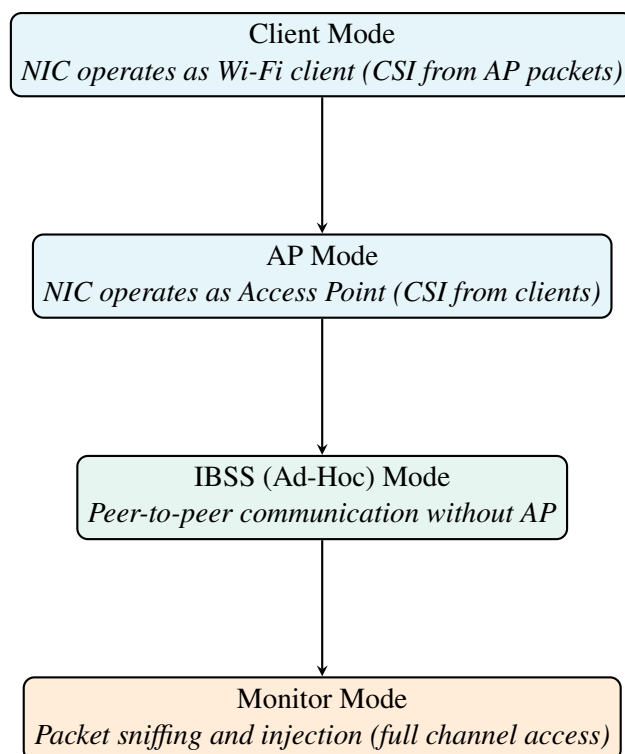 Client Mode
NIC operates as Wi-Fi client (CSI from AP packets)
AP Mode
NIC operates as Access Point (CSI from clients)
IBSS (Ad-Hoc) Mode
Peer-to-peer communication without AP
Monitor Mode
Packet sniffing and injection (full channel access)